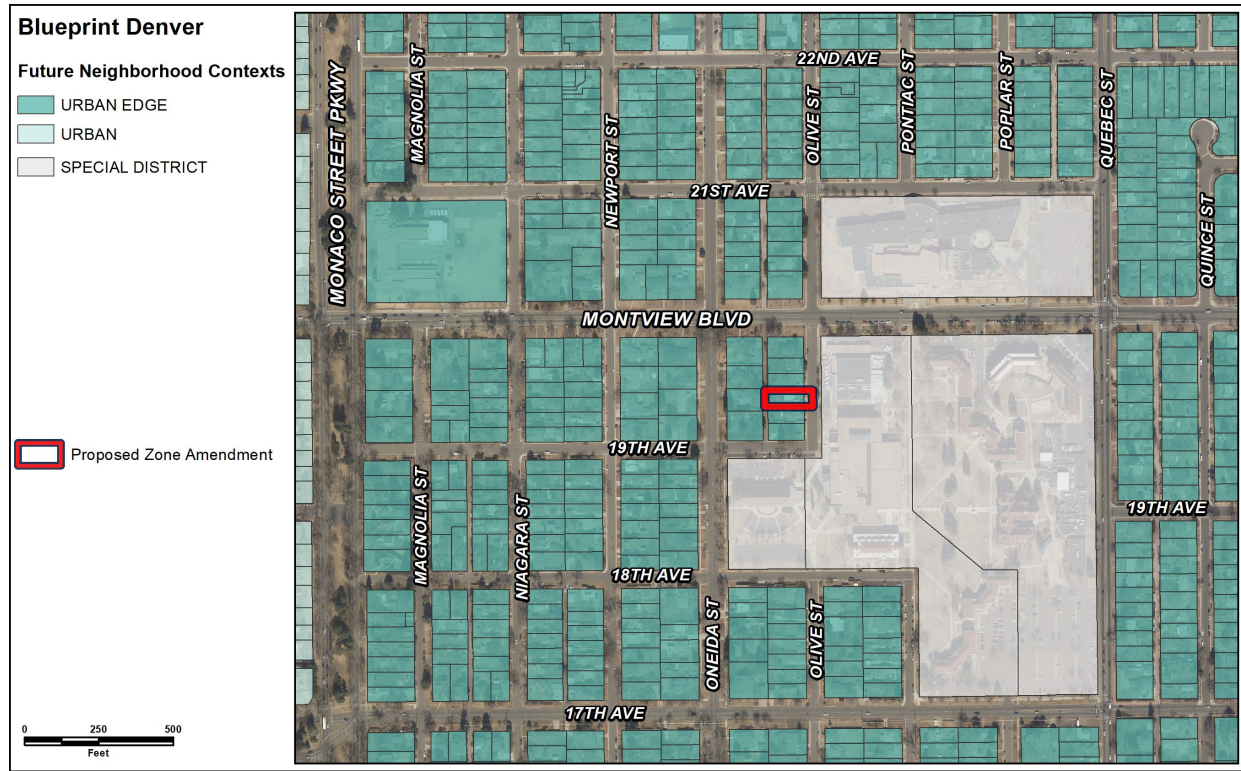 Blueprint Denver
Future Neighborhood Contexts
URBAN EDGE
URBAN
SPECIAL DISTRICT
Proposed Zone Amendment
0 250 500
Feet
22ND AVE
MONACO STREET PKWY
MAGNOLIA ST
NEWPORT ST
OLIVE ST
PONTIAC ST
POPLAR ST
QUEBEC ST
21ST AVE
QUINCE ST
MONTVIEW BLVD
19TH AVE
MAGNOLIA ST
NIAGARA ST
19TH AVE
18TH AVE
ONEIDA ST
OLIVE ST
17TH AVE